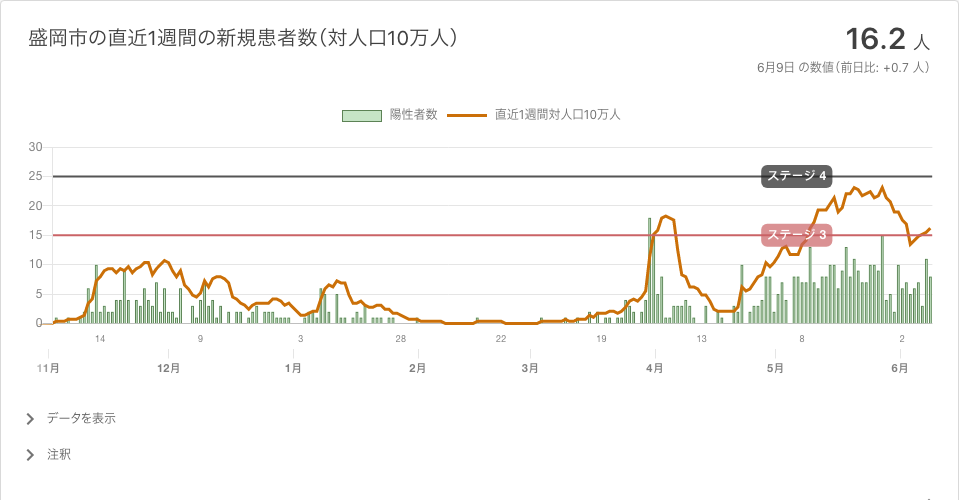 盛岡市の直近1週間の新規患者数（対人口10万人）
16.2 人
6月9日 の数値（前日比: +0.7 人）
陽性者数 直近1週間対人口10万人
30
25
ステージ 4
20
15
ステージ 3
10
5
0
14 9 3 28 22 19 13 8 2
11月 12月 1月 2月 3月 4月 5月 6月
データを表示
注釈